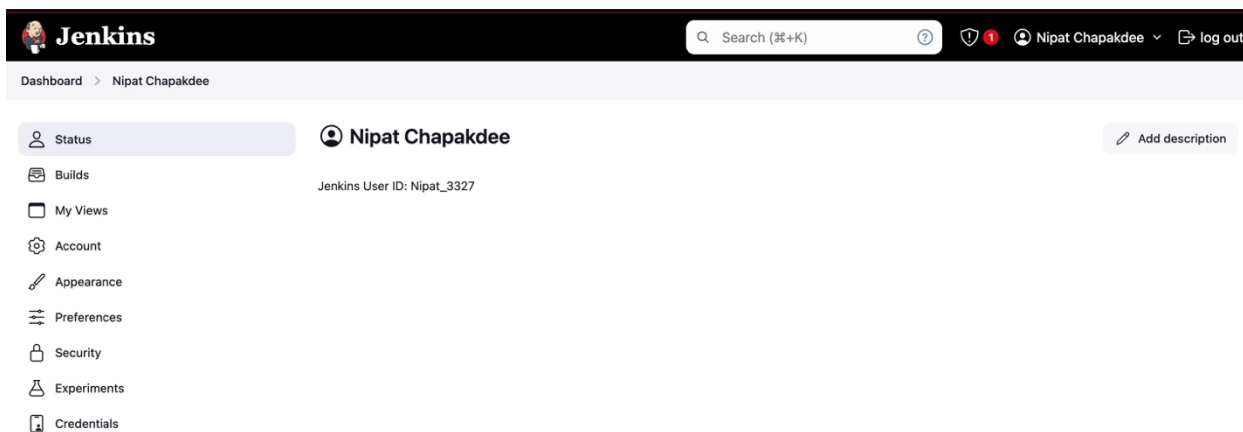 Jenkins
Search (⌘+K)
?
1
Nipat Chapakdee
log out
Dashboard > Nipat Chapakdee
Status
Builds
My Views
Account
Appearance
Preferences
Security
Experiments
Credentials
Nipat Chapakdee
Add description
Jenkins User ID: Nipat_3327